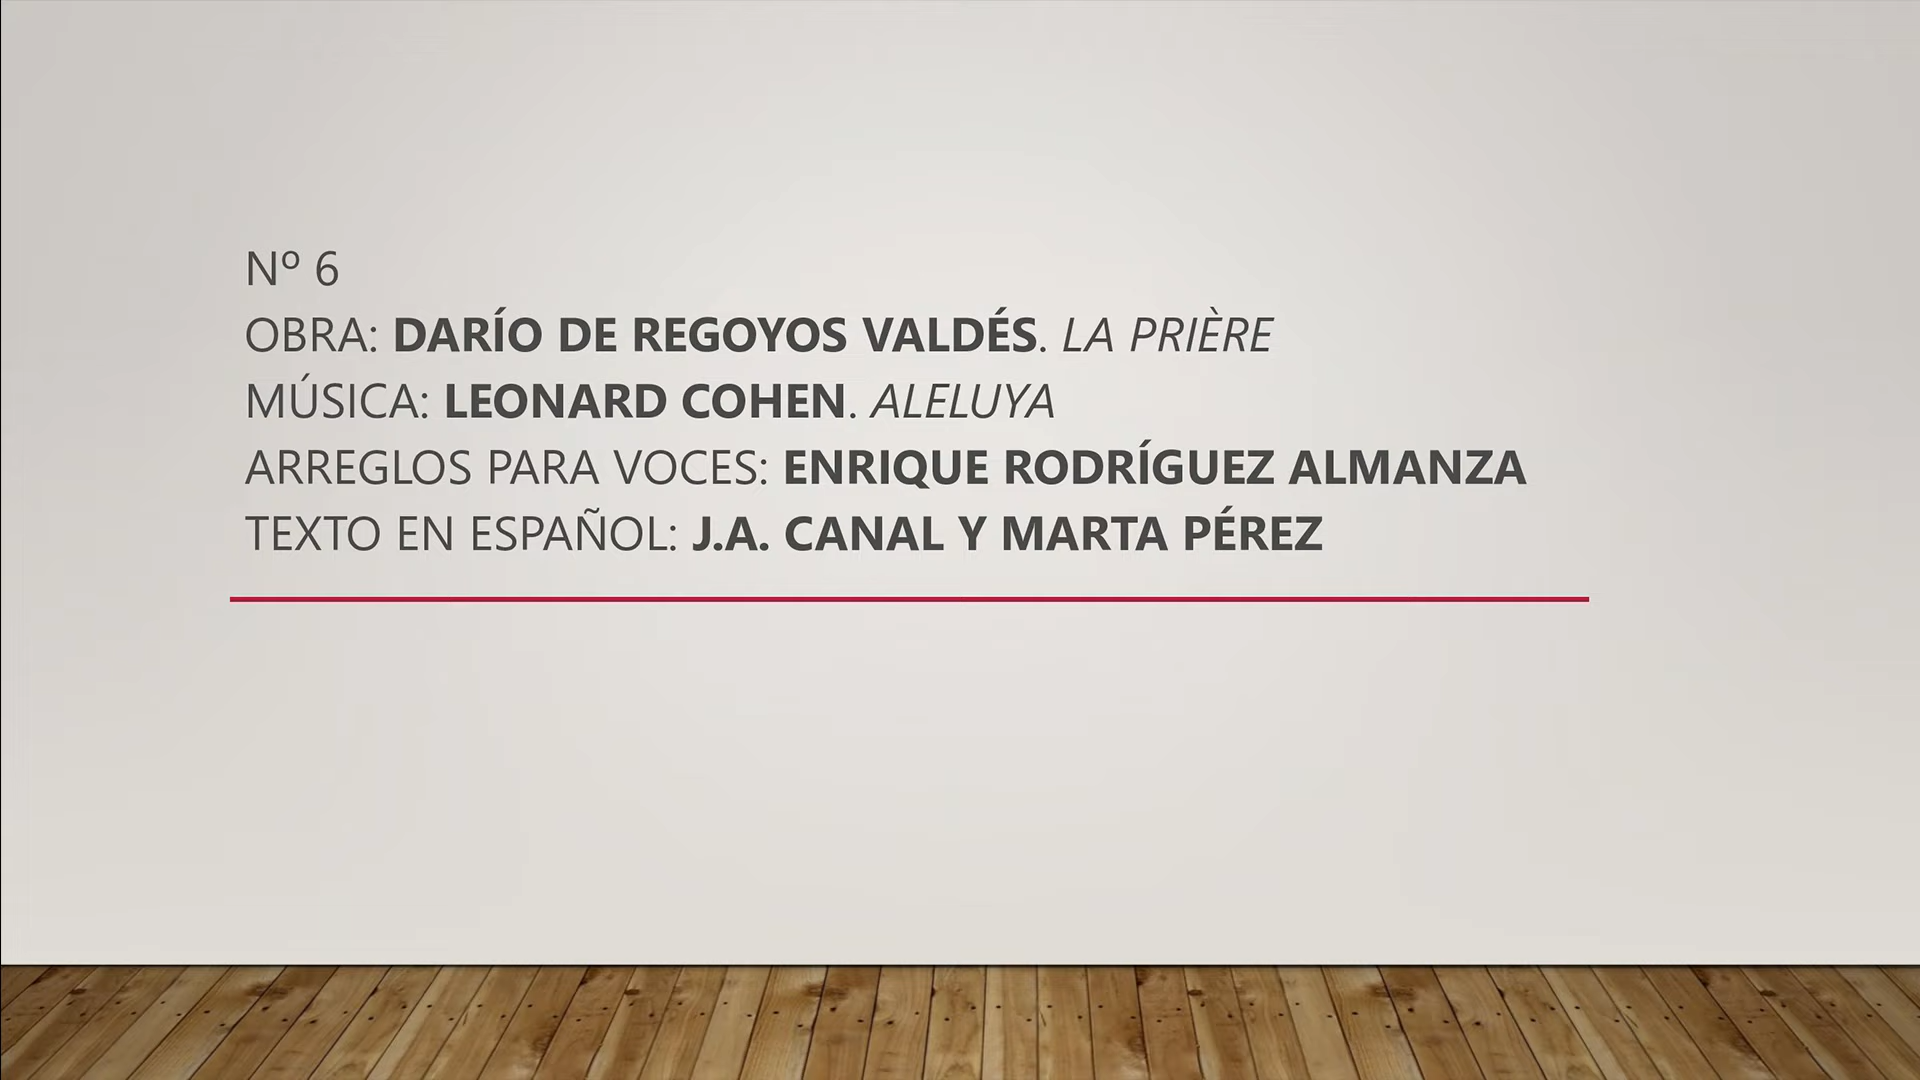 Nº 6
OBRA: DARÍO DE REGOYOS VALDÉS. LA PRIÈRE
MÚSICA: LEONARD COHEN. ALELUYA
ARREGLOS PARA VOCES: ENRIQUE RODRÍGUEZ ALMANZA
TEXTO EN ESPAÑOL: J.A. CANAL Y MARTA PÉREZ